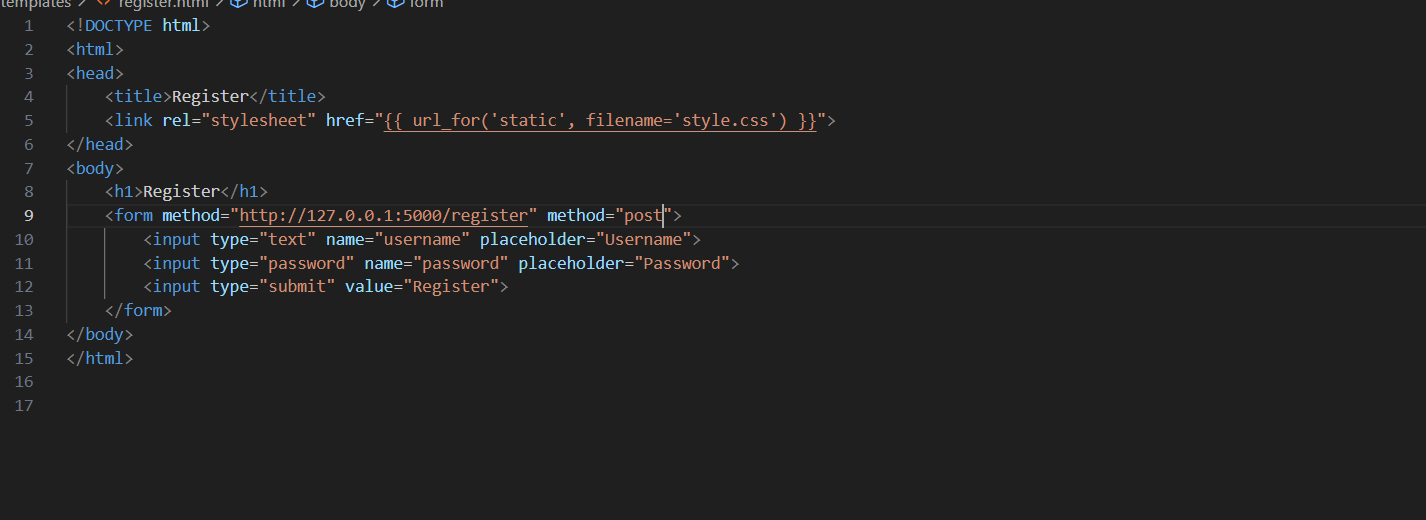 templates > register.html > html > body > form
1 <!DOCTYPE html>
2 <html>
3 <head>
4 <title>Register</title>
5 <link rel="stylesheet" href="{{ url_for('static', filename='style.css') }}">
6 </head>
7 <body>
8 <h1>Register</h1>
9 <form method="http://127.0.0.1:5000/register" method="post">
10 <input type="text" name="username" placeholder="Username">
11 <input type="password" name="password" placeholder="Password">
12 <input type="submit" value="Register">
13 </form>
14 </body>
15 </html>
16
17